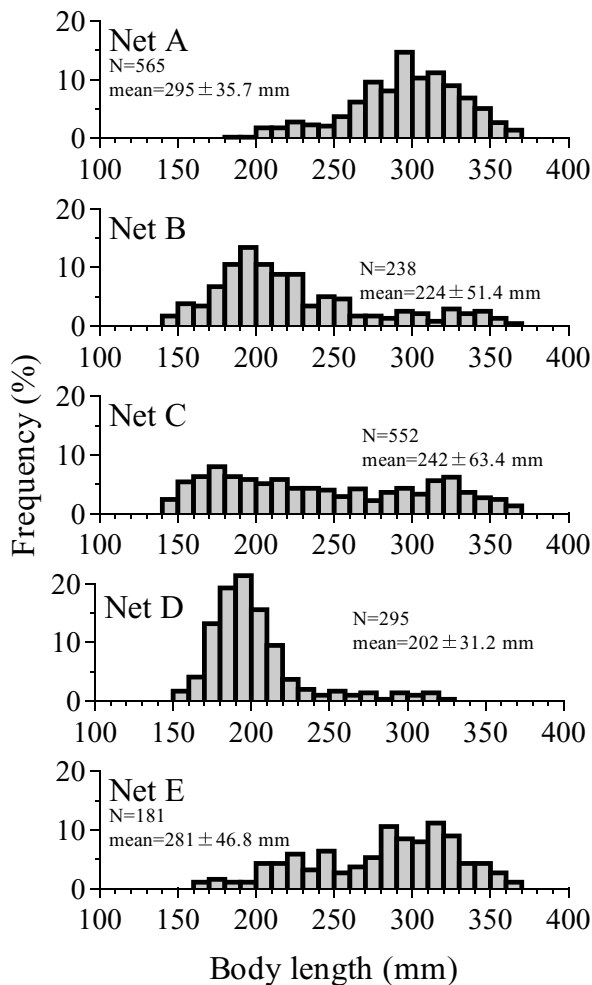 20
Net A
N=565
mean=295±35.7 mm
10
0
100 150 200 250 300 350 400
20
Net B
N=238
mean=224±51.4 mm
10
0
100 150 200 250 300 350 400
20
Net C
N=552
mean=242±63.4 mm
10
0
100 150 200 250 300 350 400
20
Net D
N=295
mean=202±31.2 mm
10
0
100 150 200 250 300 350 400
20
Net E
N=181
mean=281±46.8 mm
10
0
100 150 200 250 300 350 400
Frequency (%)
Body length (mm)